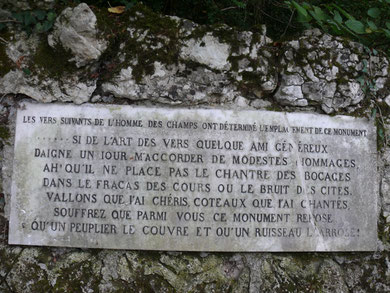 LES VERS SUIVANTS DE L'HOMME DES CHAMPS ONT DÉTERMINÉ L'EMPLACEMENT DE CE MONUMENT
........ SI DE L'ART DES VERS QUELQUE AMI GÉNÉREUX
DAIGNE UN JOUR M'ACCORDER DE MODESTES HOMMAGES,
AH! QU'IL NE PLACE PAS LE CHANTRE DES BOCAGES
DANS LE FRACAS DES COURS OU LE BRUIT DES CITÉS.
VALLONS QUE J'AI CHÉRIS, COTEAUX QUE J'AI CHANTÉS,
SOUFFREZ QUE PARMI VOUS CE MONUMENT REPOSE
QU'UN PEUPLIER LE COUVRE ET QU'UN RUISSEAU L'ARROSE!